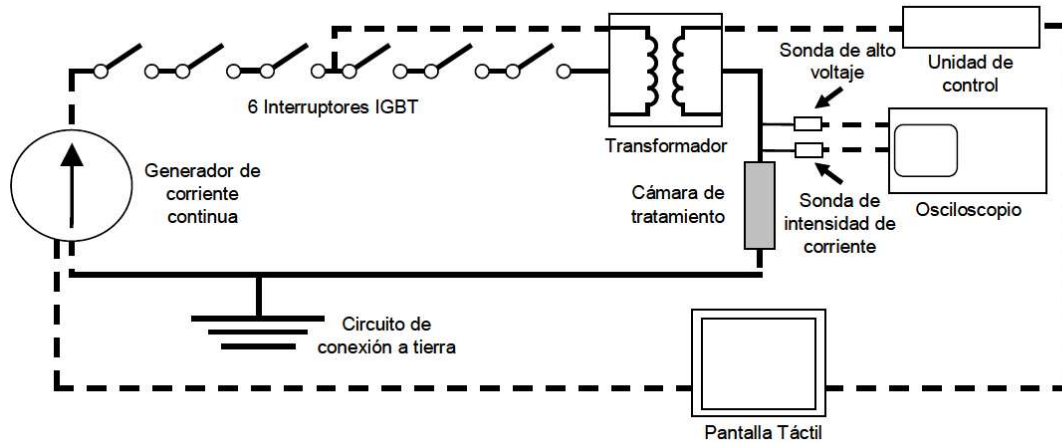 Sonda de alto
voltaje
Unidad de
control
6 Interruptores IGBT
Transformador
Generador de
corriente
continua
Cámara de
tratamiento
Sonda de
intensidad de
corriente
Osciloscopio
Circuito de
conexión a tierra
Pantalla Táctil